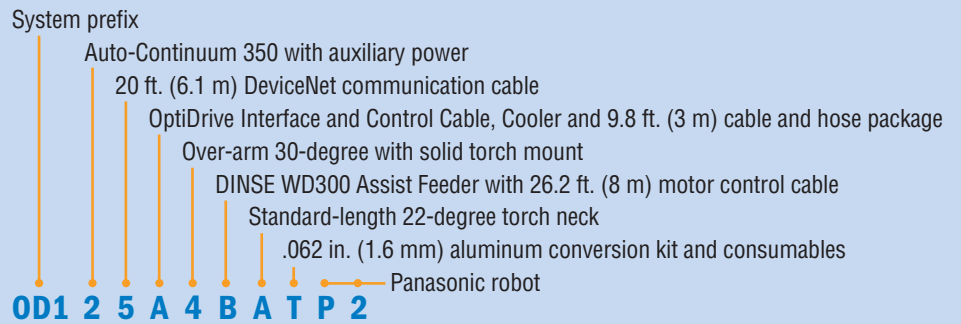 System prefix
Auto-Continuum 350 with auxiliary power
20 ft. (6.1 m) DeviceNet communication cable
OptiDrive Interface and Control Cable, Cooler and 9.8 ft. (3 m) cable and hose package
Over-arm 30-degree with solid torch mount
DINSE WD300 Assist Feeder with 26.2 ft. (8 m) motor control cable
Standard-length 22-degree torch neck
.062 in. (1.6 mm) aluminum conversion kit and consumables
Panasonic robot
OD1 2 5 A 4 B A T P 2